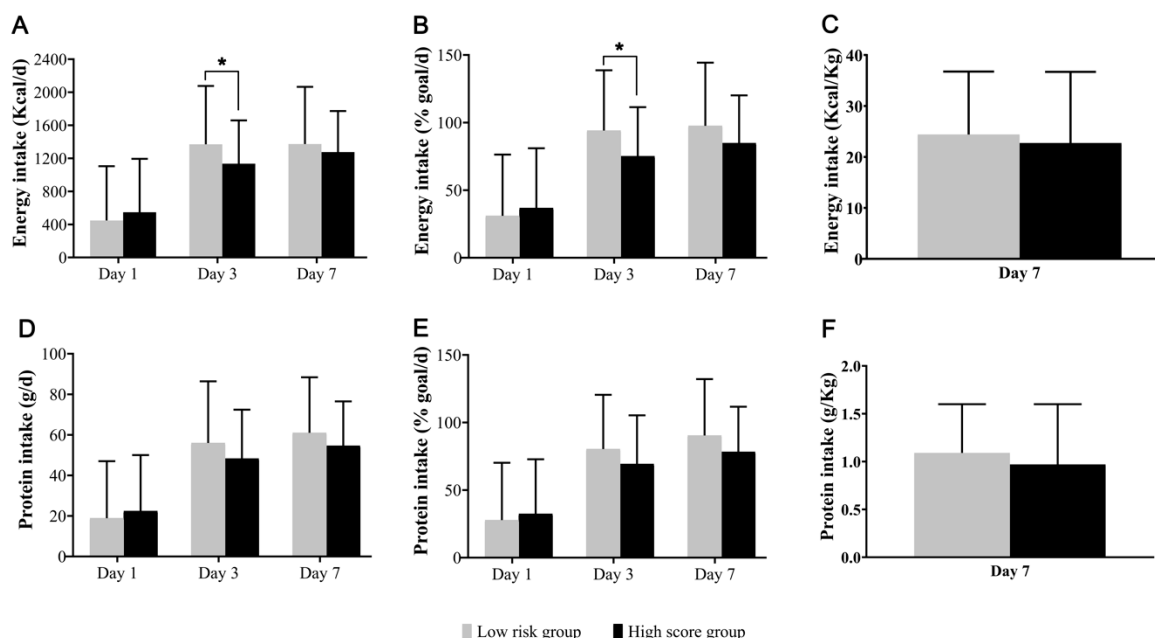 A
Energy intake (Kcal/d)
2400
2000
1600
1200
800
400
0
*
Day 1 Day 3 Day 7
B
Energy intake (% goal/d)
150
100
50
0
*
Day 1 Day 3 Day 7
C
Energy intake (Kcal/Kg)
40
30
20
10
0
Day 7
D
Protein intake (g/d)
100
80
60
40
20
0
Day 1 Day 3 Day 7
E
Protein intake (% goal/d)
150
100
50
0
Day 1 Day 3 Day 7
F
Protein intake (g/Kg)
2.0
1.5
1.0
0.5
0.0
Day 7
Low risk group High score group